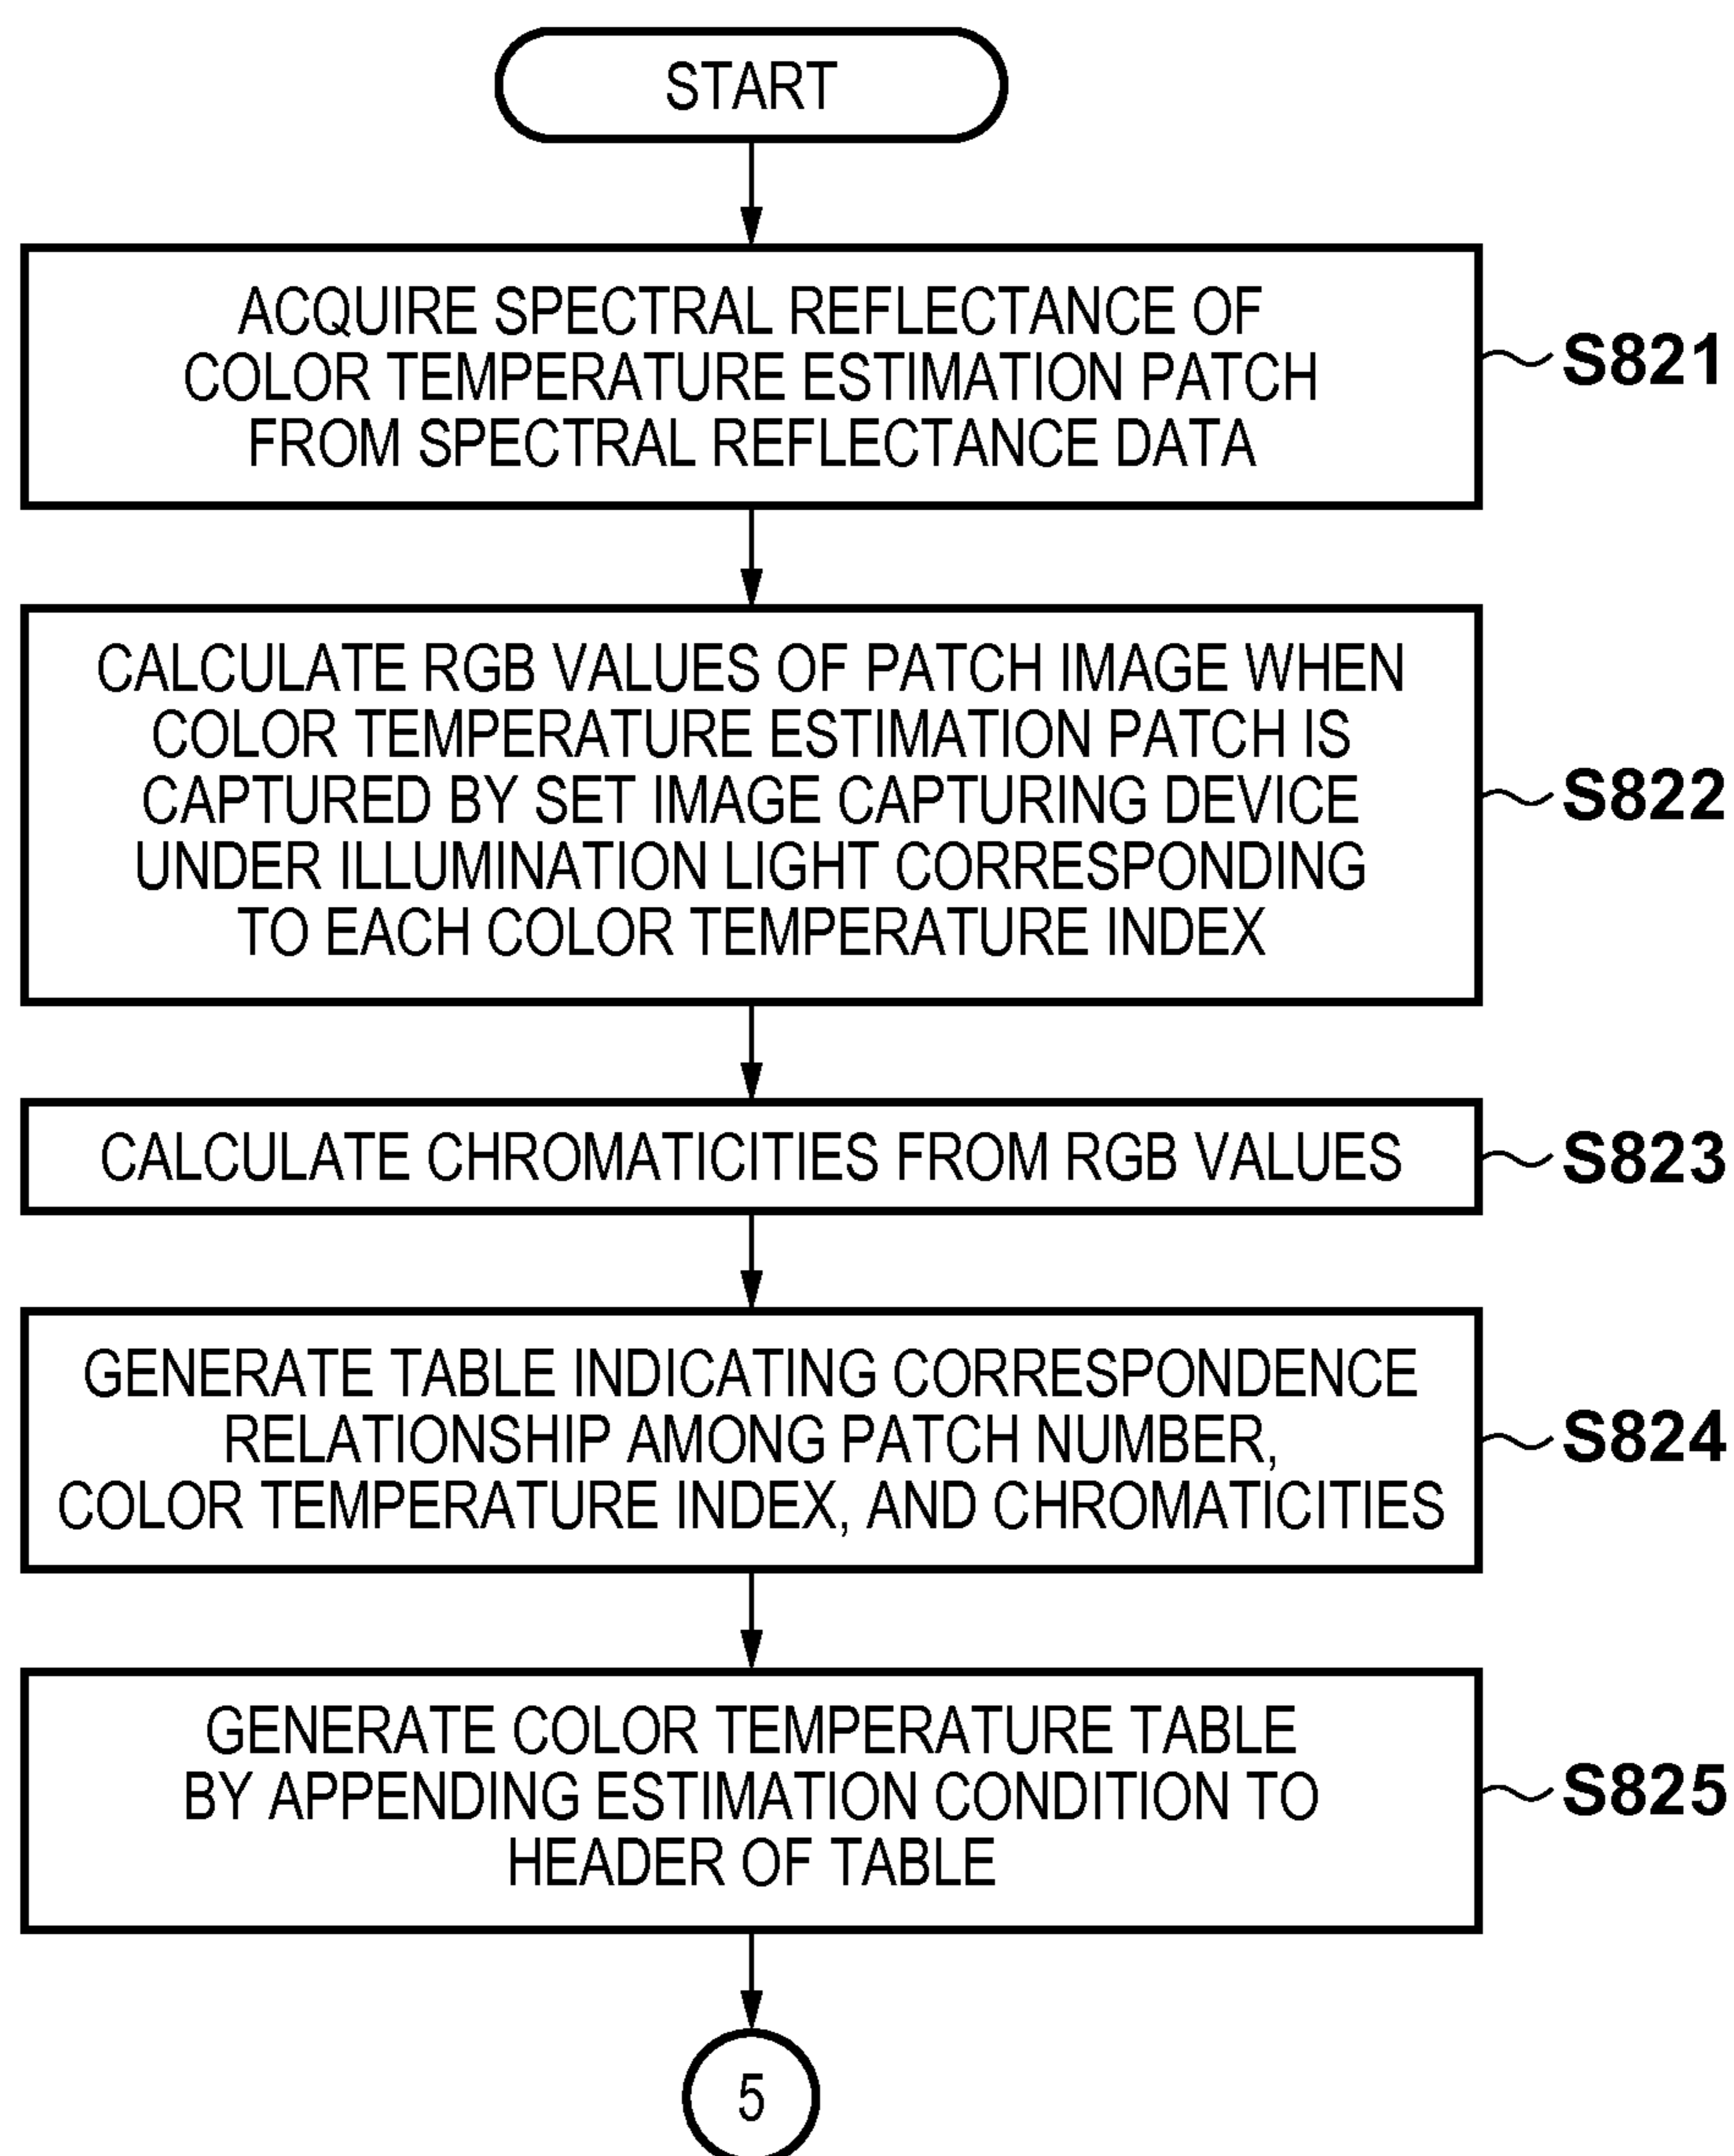 START
ACQUIRE SPECTRAL REFLECTANCE OF
COLOR TEMPERATURE ESTIMATION PATCH
FROM SPECTRAL REFLECTANCE DATA
S821
CALCULATE RGB VALUES OF PATCH IMAGE WHEN
COLOR TEMPERATURE ESTIMATION PATCH IS
CAPTURED BY SET IMAGE CAPTURING DEVICE
UNDER ILLUMINATION LIGHT CORRESPONDING
TO EACH COLOR TEMPERATURE INDEX
S822
CALCULATE CHROMATICITIES FROM RGB VALUES
S823
GENERATE TABLE INDICATING CORRESPONDENCE
RELATIONSHIP AMONG PATCH NUMBER,
COLOR TEMPERATURE INDEX, AND CHROMATICITIES
S824
GENERATE COLOR TEMPERATURE TABLE
BY APPENDING ESTIMATION CONDITION TO
HEADER OF TABLE
S825
5